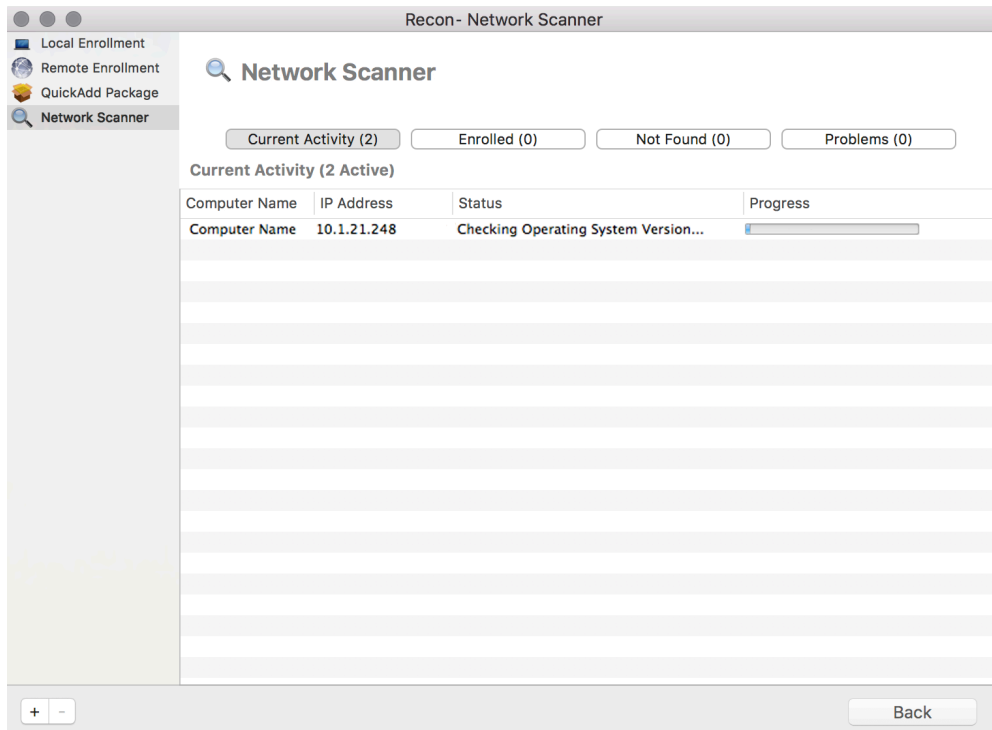 Recon- Network Scanner
Local Enrollment
Remote Enrollment
QuickAdd Package
Network Scanner
Network Scanner
Current Activity (2) Enrolled (0) Not Found (0) Problems (0)
Current Activity (2 Active)
Computer Name IP Address Status Progress
Computer Name 10.1.21.248 Checking Operating System Version...
+ - Back